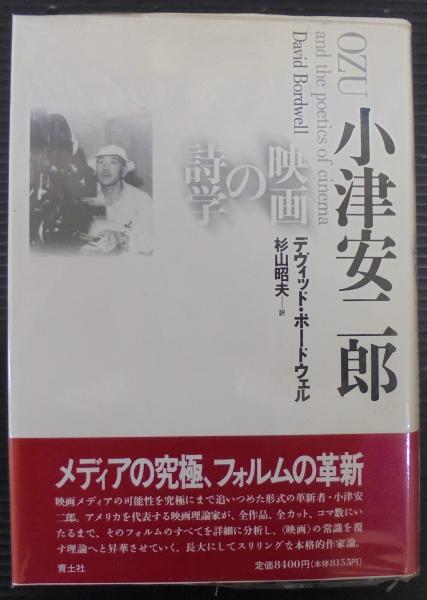 OZU
and the poetics of cinema
David Bordwell
小津安二郎
映画
の
詩学
デヴィッド・ボードウェル
杉山昭夫―訳
メディアの究極、フォルムの革新
映画メディアの可能性を究極にまで追いつめた形式の革新者・小津安
二郎。アメリカを代表する映画理論家が、全作品、全カット、コマ数にい
たるまで、そのフォルムのすべてを詳細に分析し、〈映画〉の常識を覆
す理論へと昇華させていく、長大にしてスリリングな本格的作家論。
青土社
定価8400円(本体8155円)